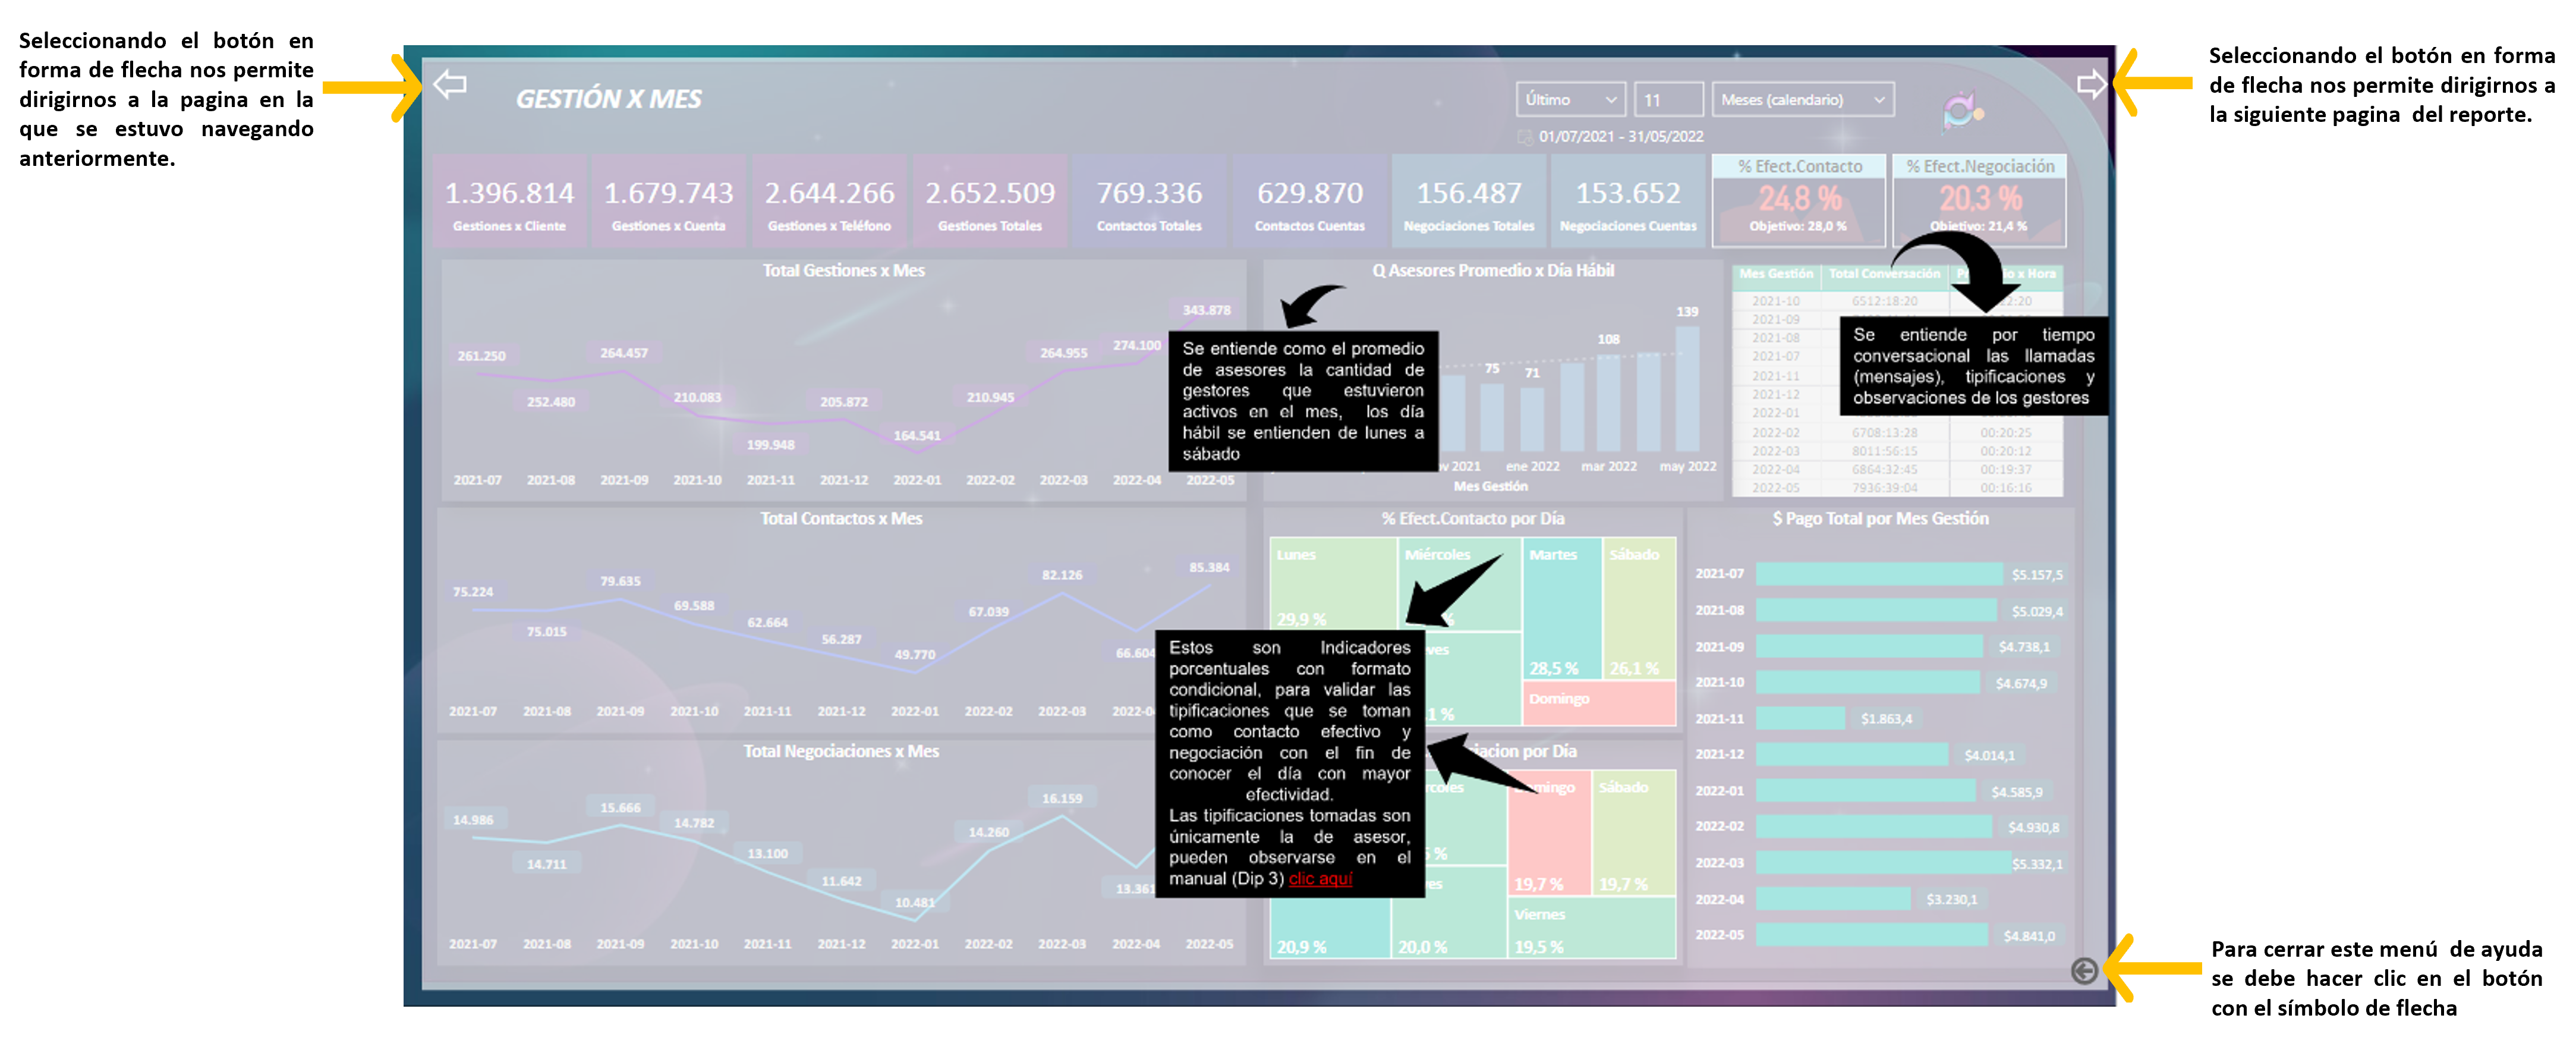 Seleccionando el botón en
forma de flecha nos permite
dirigirnos a la pagina en la
que se estuvo navegando
anteriormente.
Seleccionando el botón en forma
de flecha nos permite dirigirnos a
la siguiente pagina del reporte.
GESTIÓN X MES
Último
11
Meses (calendario)
01/07/2021 - 31/05/2022
1.396.814
Gestiones x Cliente
1.679.743
Gestiones x Cuenta
2.644.266
Gestiones x Teléfono
2.652.509
Gestiones Totales
769.336
Contactos Totales
629.870
Contactos Cuentas
156.487
Negociaciones Totales
153.652
Negociaciones Cuentas
% Efect.Contacto
24,8 %
Objetivo: 28,0 %
% Efect.Negociación
20,3 %
Objetivo: 21,4 %
Total Gestiones x Mes
261.250
252.480
264.457
210.083
199.948
205.872
164.541
210.945
264.955
274.100
343.878
2021-07 2021-08 2021-09 2021-10 2021-11 2021-12 2022-01 2022-02 2022-03 2022-04 2022-05
Q Asesores Promedio x Día Hábil
Se entiende como el promedio
de asesores la cantidad de
gestores que estuvieron
activos en el mes, los día
hábil se entienden de lunes a
sábado
75
71
108
139
2021 ene 2022 mar 2022 may 2022
Mes Gestión
Mes Gestión Total Conversación x Hora
2021-10 6512:18:20
2021-09
2021-08
2021-07
2021-11
2021-12
2022-01
2022-02 6708:13:28 00:20:25
2022-03 8011:56:15 00:20:12
2022-04 6864:32:45 00:19:37
2022-05 7936:39:04 00:16:16
Se entiende por tiempo
conversacional las llamadas
(mensajes), tipificaciones y
observaciones de los gestores
Total Contactos x Mes
75.224
75.015
79.635
69.588
62.664
56.287
49.770
67.039
82.126
66.604
85.384
2021-07 2021-08 2021-09 2021-10 2021-11 2021-12 2022-01 2022-02 2022-03
% Efect.Contacto por Día
Lunes
29,9 %
Miércoles
%
Martes
28,5 %
Sábado
26,1 %
Domingo
Estos son Indicadores
porcentuales con formato
condicional, para validar las
tipificaciones que se toman
como contacto efectivo y
negociación con el fin de
conocer el día con mayor
efectividad.
Las tipificaciones tomadas son
únicamente la de asesor,
pueden observarse en el
manual (Dip 3) clic aquí
por Día
20,9 %
20,0 %
19,7 %
Sábado
19,7 %
Viernes
19,5 %
$ Pago Total por Mes Gestión
2021-07 $5.157,5
2021-08 $5.029,4
2021-09 $4.738,1
2021-10 $4.674,9
2021-11 $1.863,4
2021-12 $4.014,1
2022-01 $4.585,9
2022-02 $4.930,8
2022-03 $5.332,1
2022-04 $3.230,1
2022-05 $4.841,0
Total Negociaciones x Mes
14.986
14.711
15.666
14.782
13.100
11.642
10.481
14.260
16.159
13.361
2021-07 2021-08 2021-09 2021-10 2021-11 2021-12 2022-01 2022-02 2022-03 2022-04 2022-05
Para cerrar este menú de ayuda
se debe hacer clic en el botón
con el símbolo de flecha